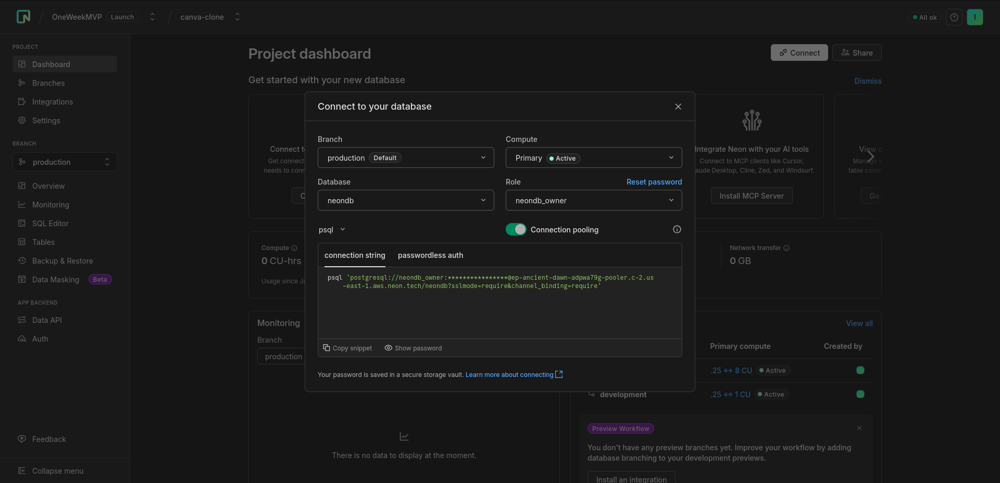 OneWeekMVP Launch
canva-clone
All ok
I
PROJECT
Dashboard
Branches
Integrations
Settings
BRANCH
production
Overview
Monitoring
SQL Editor
Tables
Backup & Restore
Data Masking Beta
APP BACKEND
Data API
Auth
Feedback
Collapse menu
Project dashboard
Connect
Share
Get started with your new database
Dismiss
Connect t
Get connect
needs to conn
C
Connect to your database
Branch
production Default
Compute
Primary Active
Database
neondb
Role
Reset password
neondb_owner
psql
Connection pooling
connection string
passwordless auth
psql 'postgresql://neondb_owner:****************@ep-ancient-dawn-adpwa79g-pooler.c-2.us
-east-1.aws.neon.tech/neondb?sslmode=require&channel_binding=require'
Copy snippet
Show password
Your password is saved in a secure storage vault. Learn more about connecting
Integrate Neon with your AI tools
Connect to MCP clients like Cursor,
aude Desktop, Cline, Zed, and Windsurf.
Install MCP Server
View
Manage
table conte
Go
Compute
0 CU-hrs
Usage since Ja
Network transfer
0 GB
Monitoring
Branch
production
There is no data to display at the moment.
View all
Primary compute
Created by
.25 ↔ 8 CU Active
development
.25 ↔ 1 CU Active
Preview Workflow
You don't have any preview branches yet. Improve your workflow by adding
database branching to your development previews.
Install an integration